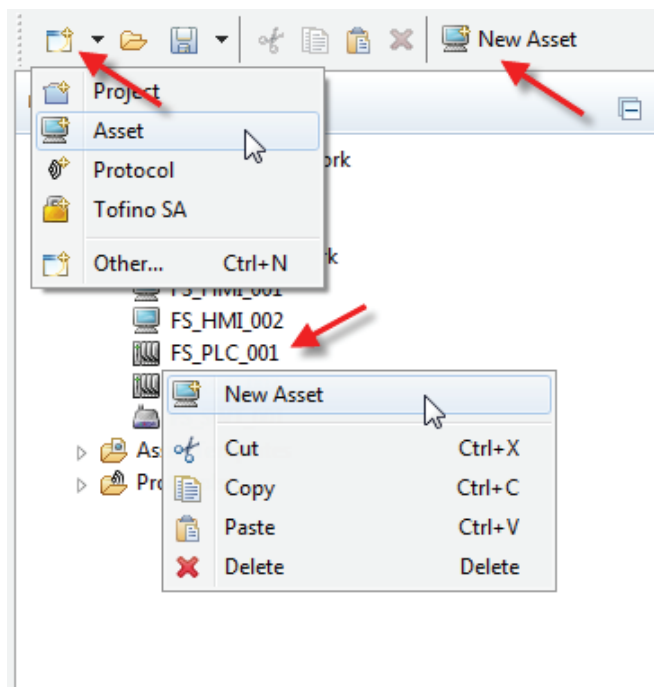 New Asset
Project
Asset
Protocol
Tofino SA
Other... Ctrl+N
FS_HMI_002
FS_PLC_001
New Asset
Cut Ctrl+X
Copy Ctrl+C
Paste Ctrl+V
Delete Delete